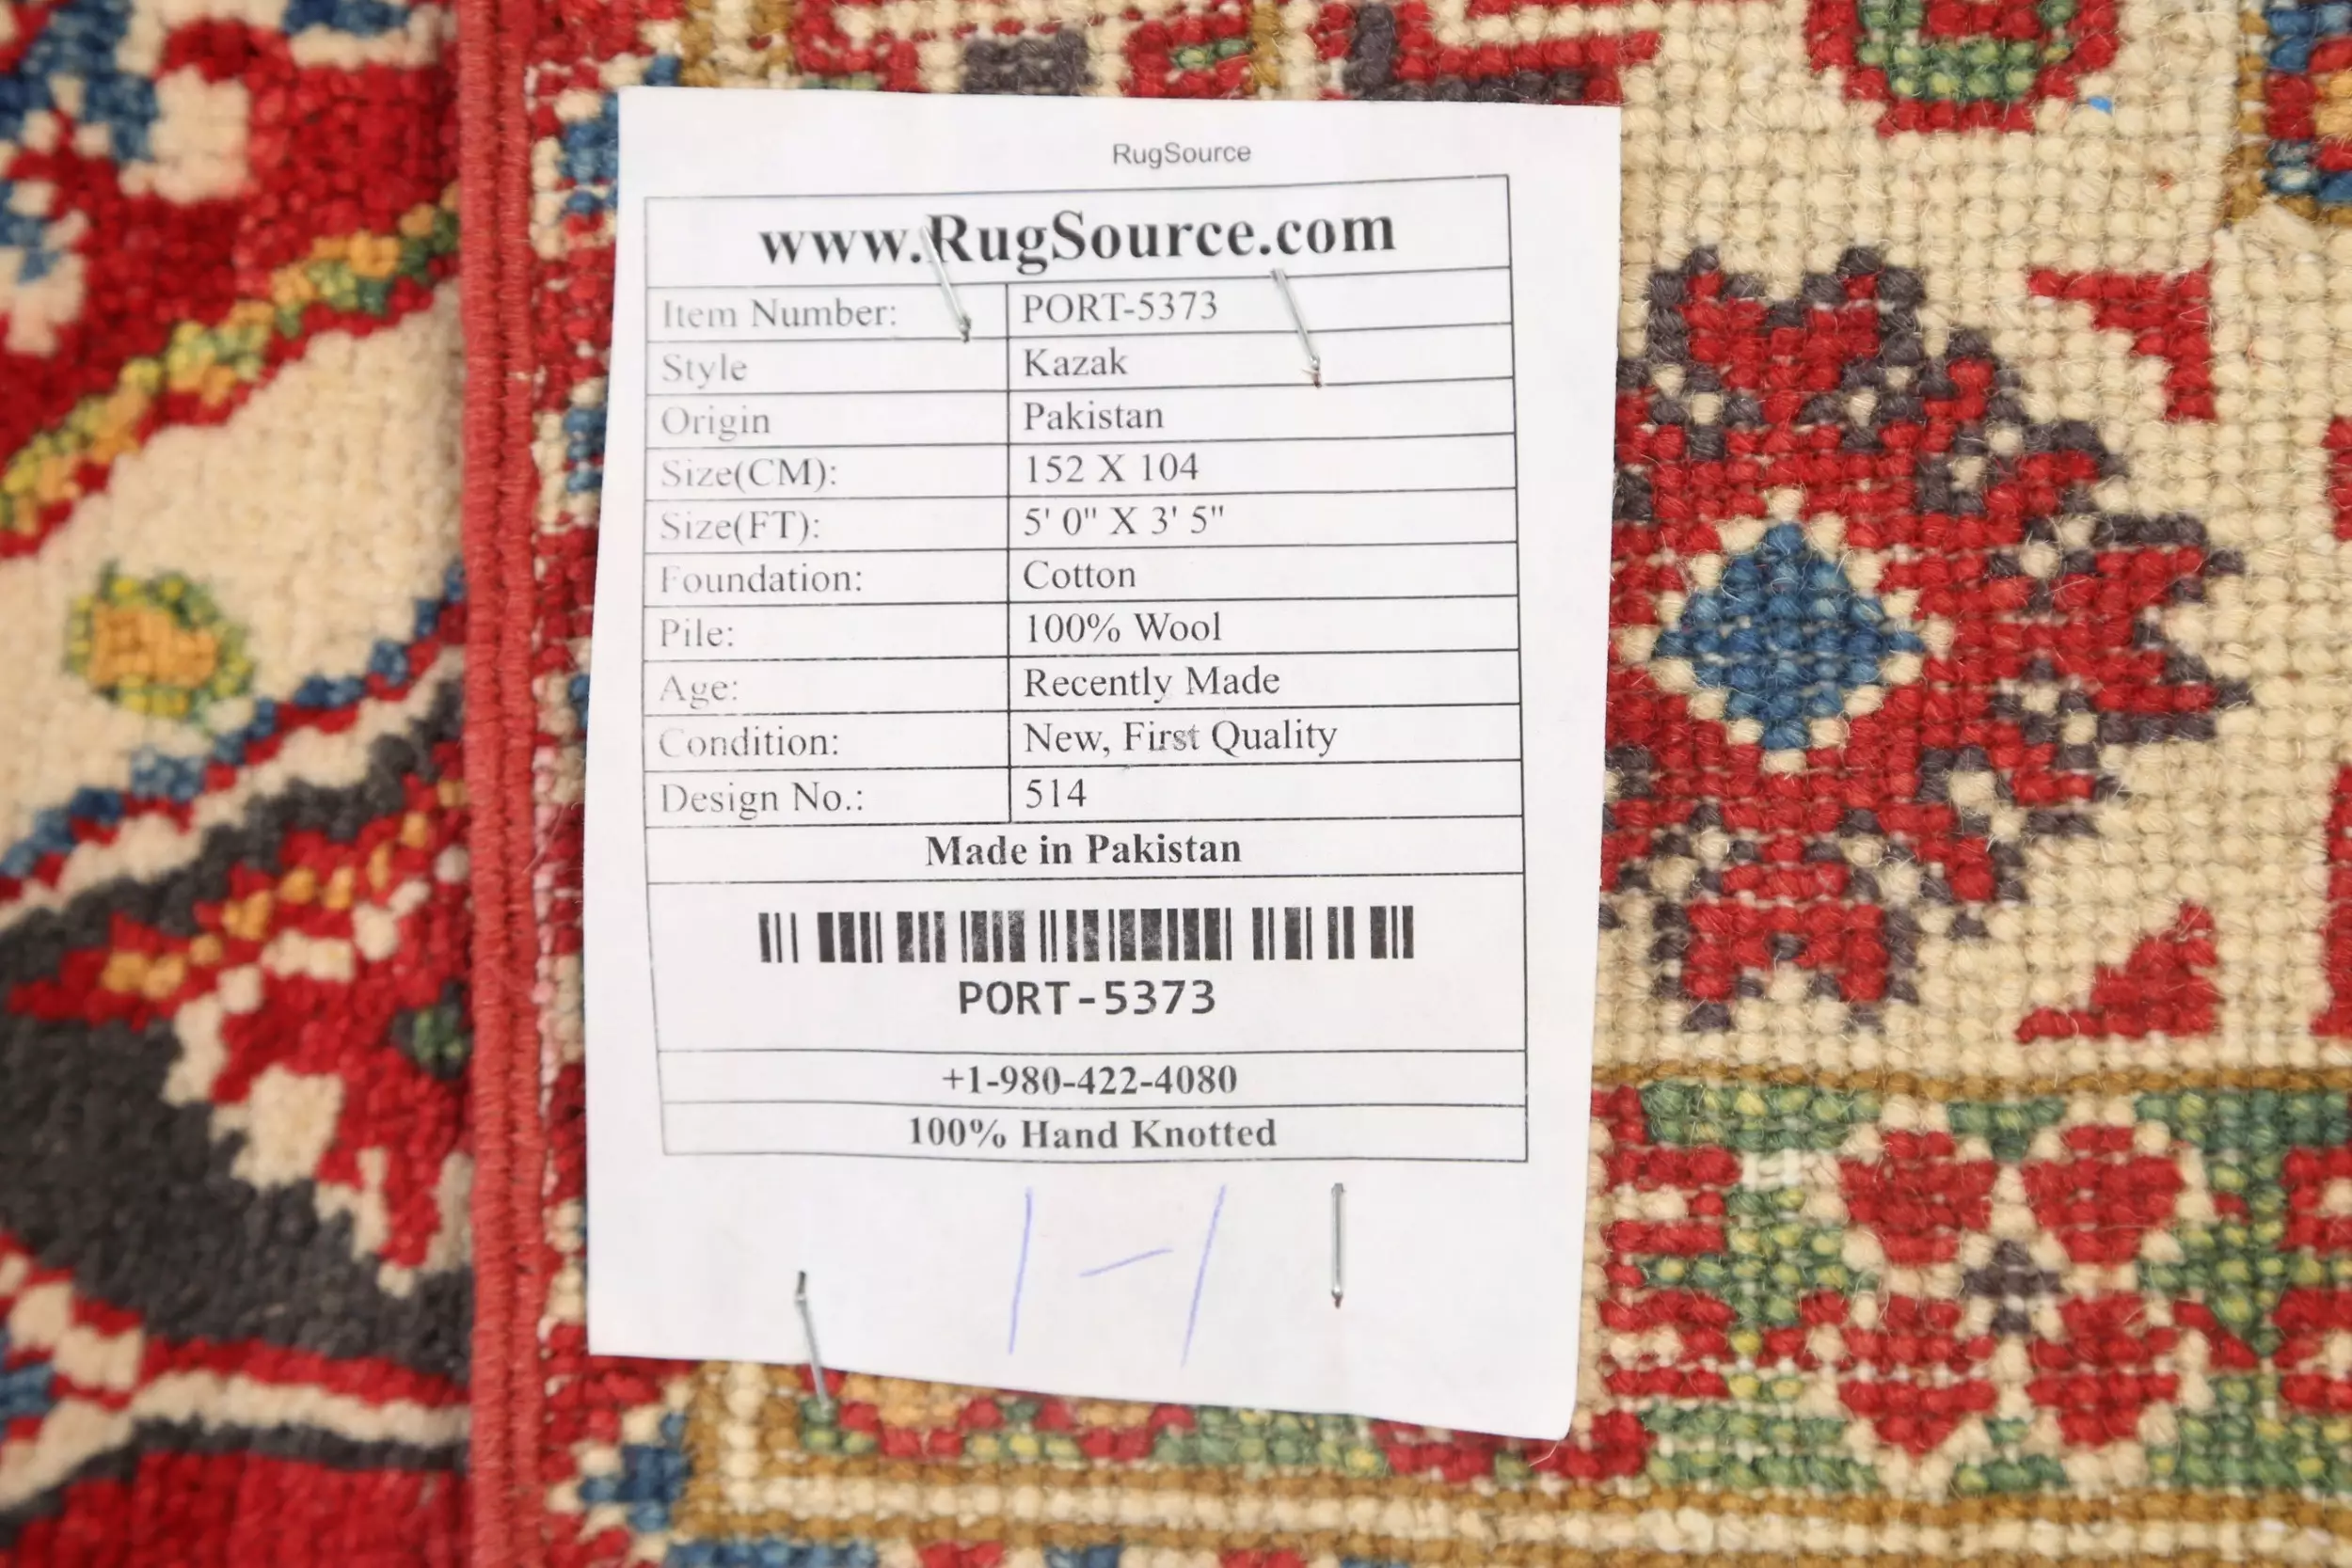 RugSource
www.RugSource.com
Item Number: PORT-5373
Style Kazak
Origin Pakistan
Size(CM): 152 X 104
Size(FT): 5' 0" X 3' 5"
Foundation: Cotton
Pile: 100% Wool
Age: Recently Made
Condition: New, First Quality
Design No.: 514
Made in Pakistan
PORT-5373
+1-980-422-4080
100% Hand Knotted
1-1